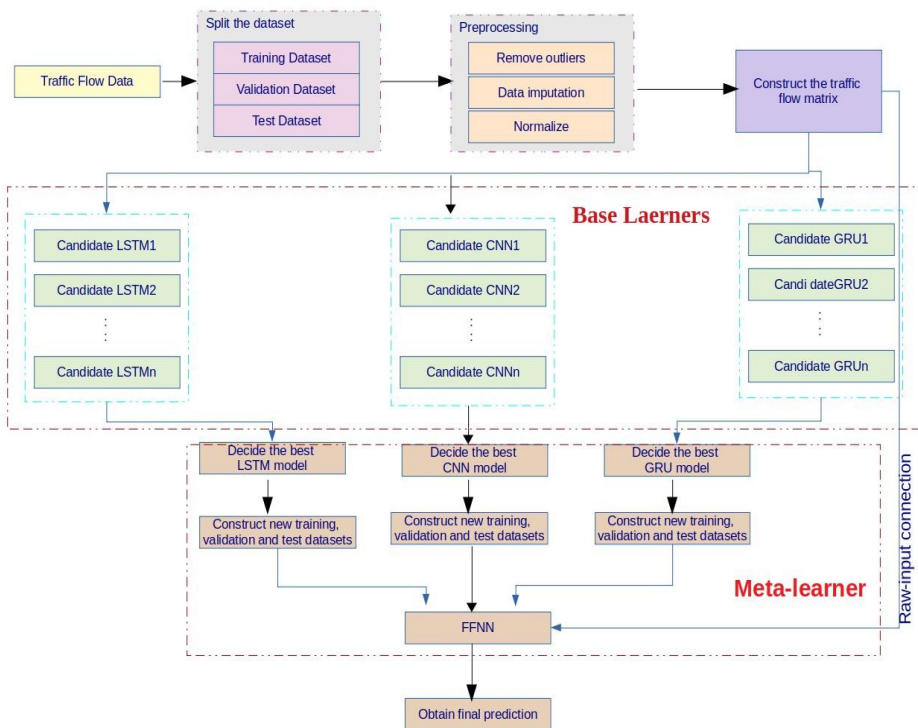 Split the dataset
Preprocessing
Traffic Flow Data
Training Dataset
Validation Dataset
Test Dataset
Remove outliers
Data imputation
Normalize
Construct the traffic
flow matrix
Base Laerners
Candidate LSTM1
Candidate LSTM2
Candidate LSTMn
Candidate CNN1
Candidate CNN2
Candidate CNNn
Candidate GRU1
Candi dateGRU2
Candidate GRUn
Raw-input connection
Decide the best
LSTM model
Decide the best
CNN model
Decide the best
GRU model
Construct new training,
validation and test datasets
Construct new training,
validation and test datasets
Construct new training,
validation and test datasets
Meta-learner
FFNN
Obtain final prediction